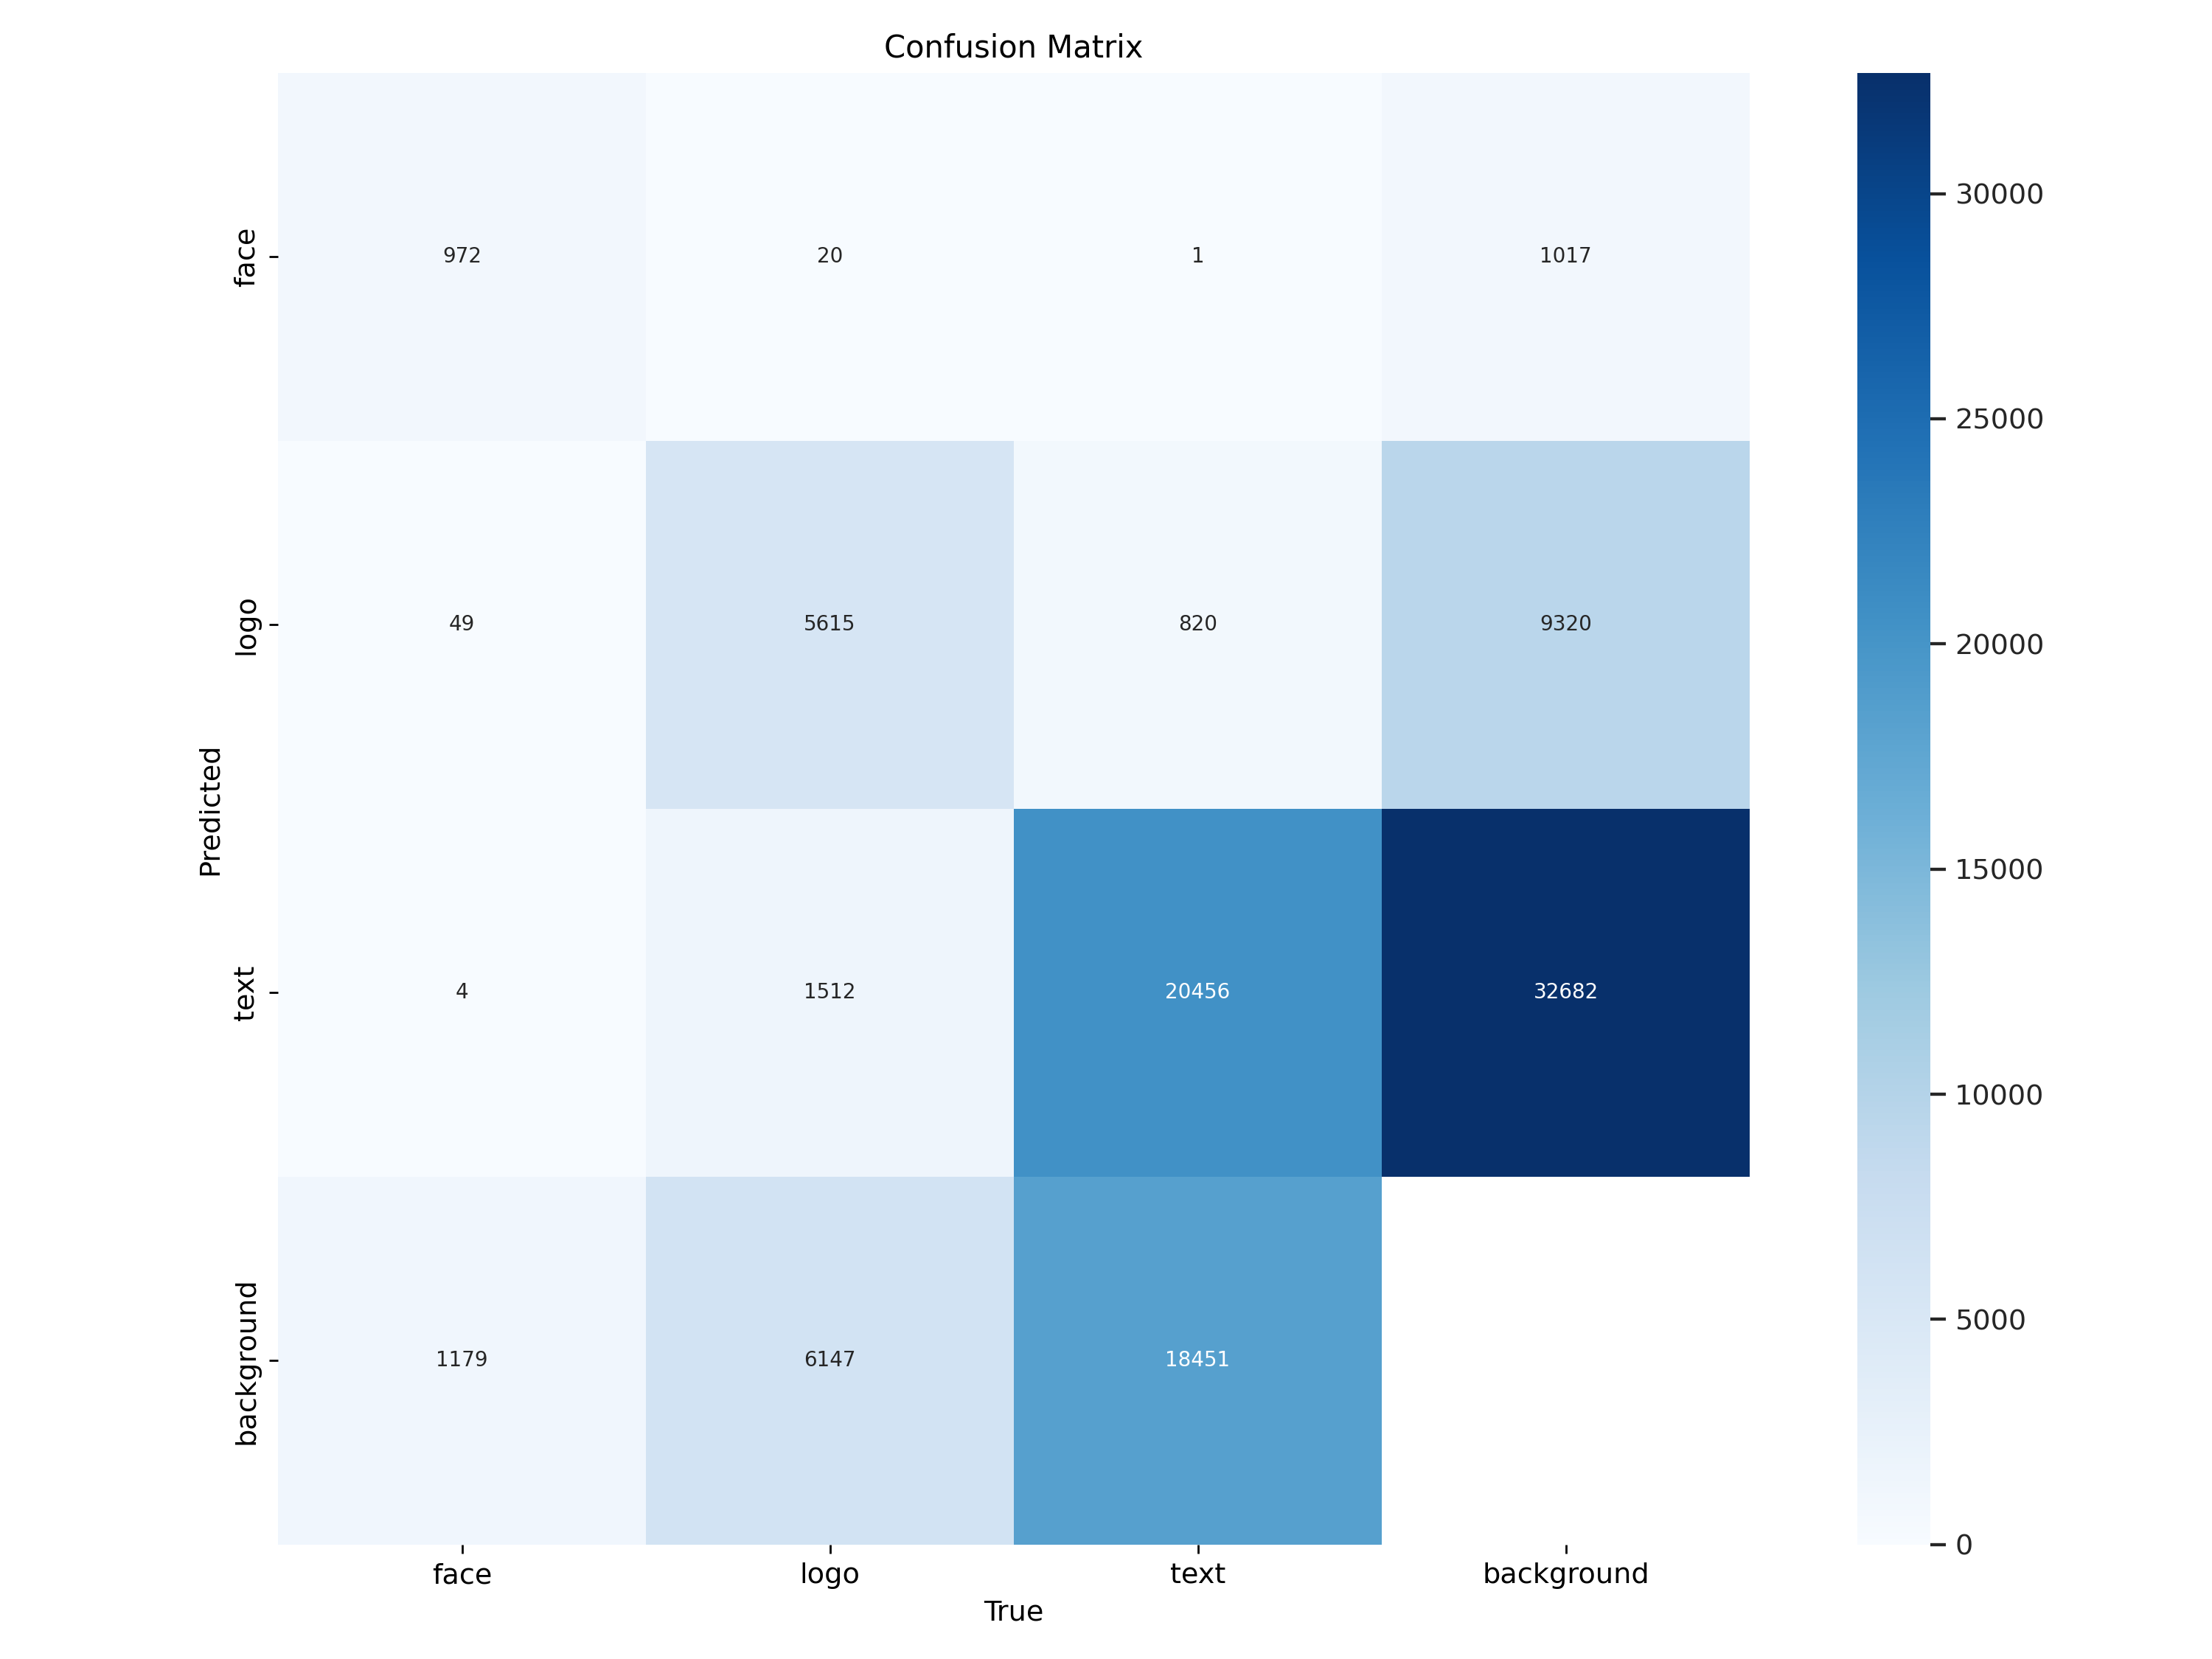 Confusion Matrix
face
972
20
1
1017
logo
49
5615
820
9320
text
4
1512
20456
32682
background
1179
6147
18451
face
logo
text
background
Predicted
True
30000
25000
20000
15000
10000
5000
0